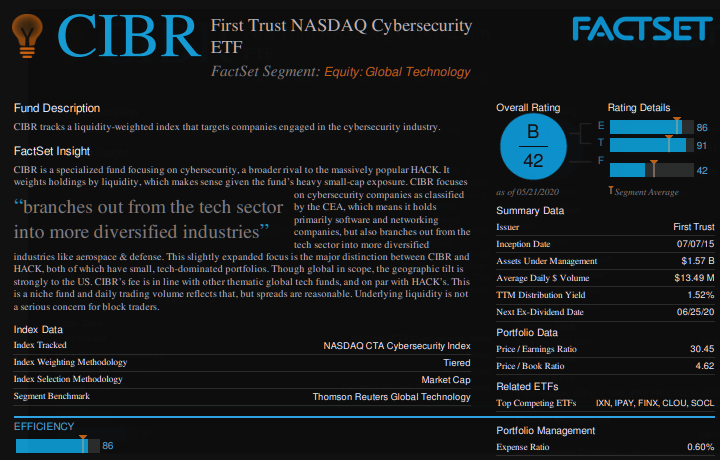 CIBR
First Trust NASDAQ Cybersecurity
ETF
FactSet Segment: Equity: Global Technology
FACTSET
Fund Description
CIBR tracks a liquidity-weighted index that targets companies engaged in the cybersecurity industry.
FactSet Insight
CIBR is a specialized fund focusing on cybersecurity, a broader rival to the massively popular HACK. It
weights holdings by liquidity, which makes sense given the fund's heavy small-cap exposure. CIBR focuses
“branches out from the tech sector
into more diversified industries”
on cybersecurity companies as classified
by the CEA, which means it holds
primarily software and networking
companies, but also branches out from the
tech sector into more diversified
industries like aerospace & defense. This slightly expanded focus is the major distinction between CIBR and
HACK, both of which have small, tech-dominated portfolios. Though global in scope, the geographic tilt is
strongly to the US. CIBR's fee is in line with other thematic global tech funds, and on par with HACK's. This
is a niche fund and daily trading volume reflects that, but spreads are reasonable. Underlying liquidity is not
a serious concern for block traders.
Index Data
Index Tracked NASDAQ CTA Cybersecurity Index
Index Weighting Methodology Tiered
Index Selection Methodology Market Cap
Segment Benchmark Thomson Reuters Global Technology
EFFICIENCY
86
Overall Rating
B
42
as of 05/21/2020
Rating Details
E 86
T 91
F 42
Segment Average
Summary Data
Issuer First Trust
Inception Date 07/07/15
Assets Under Management $1.57 B
Average Daily $ Volume $13.49 M
TTM Distribution Yield 1.52%
Next Ex-Dividend Date 06/25/20
Portfolio Data
Price / Earnings Ratio 30.45
Price / Book Ratio 4.62
Related ETFs
Top Competing ETFs IXN, IPAY, FINX, CLOU, SOCL
Portfolio Management
Expense Ratio 0.60%